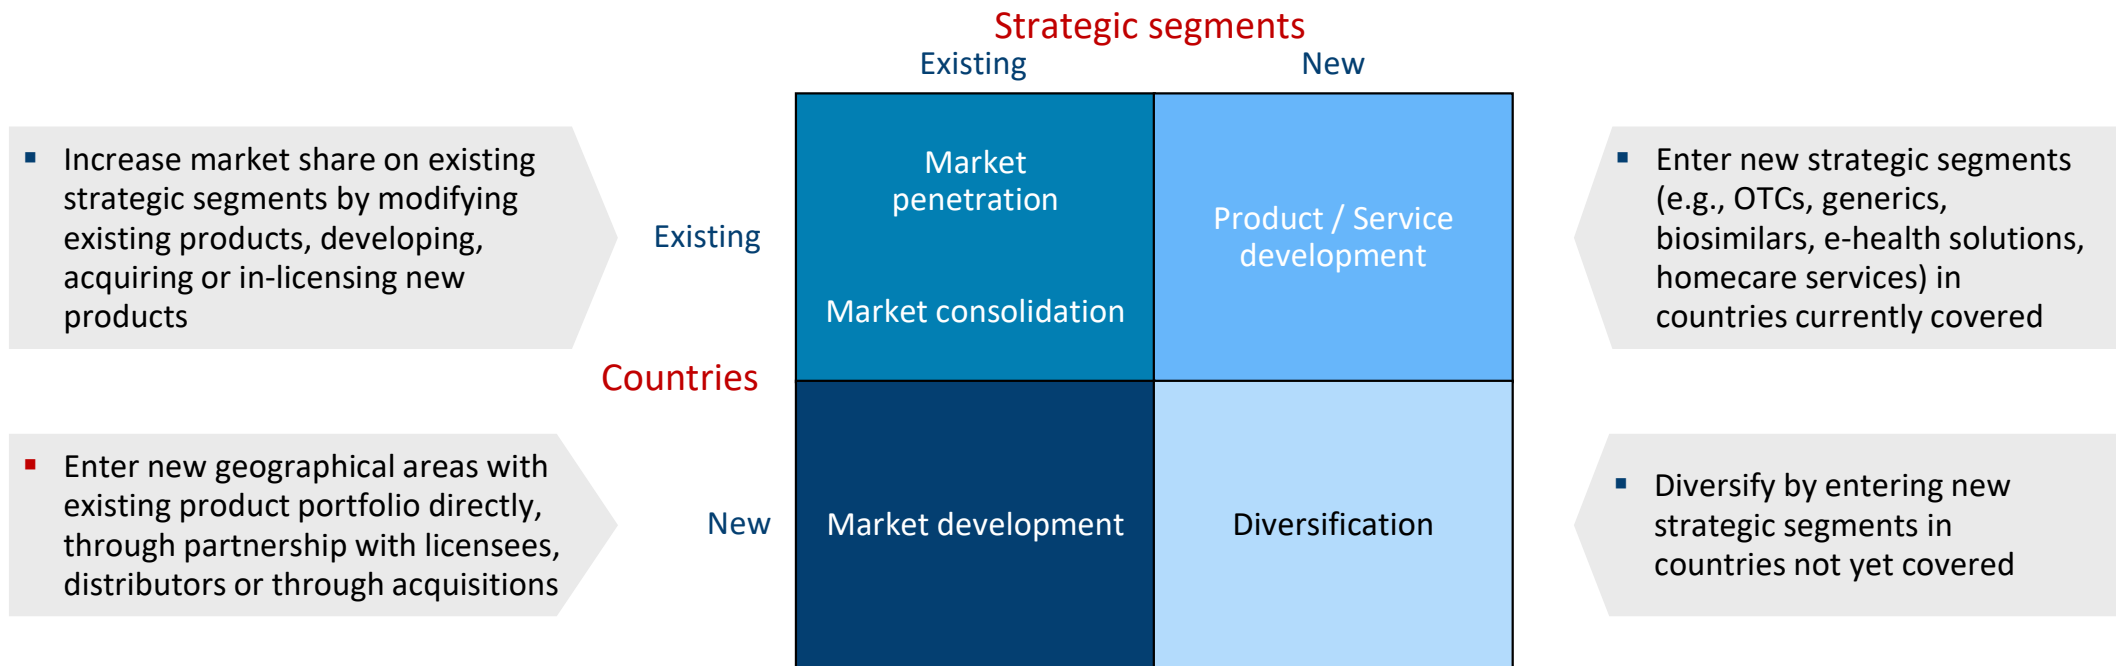 Strategic segments
Existing
New
▪ Increase market share on existing
strategic segments by modifying
existing products, developing,
acquiring or in-licensing new
products
Existing
Market
penetration
Market consolidation
Product / Service
development
▪ Enter new strategic segments
(e.g., OTCs, generics,
biosimilars, e-health solutions,
homecare services) in
countries currently covered
Countries
▪ Enter new geographical areas with
existing product portfolio directly,
through partnership with licensees,
distributors or through acquisitions
New
Market development
Diversification
▪ Diversify by entering new
strategic segments in
countries not yet covered